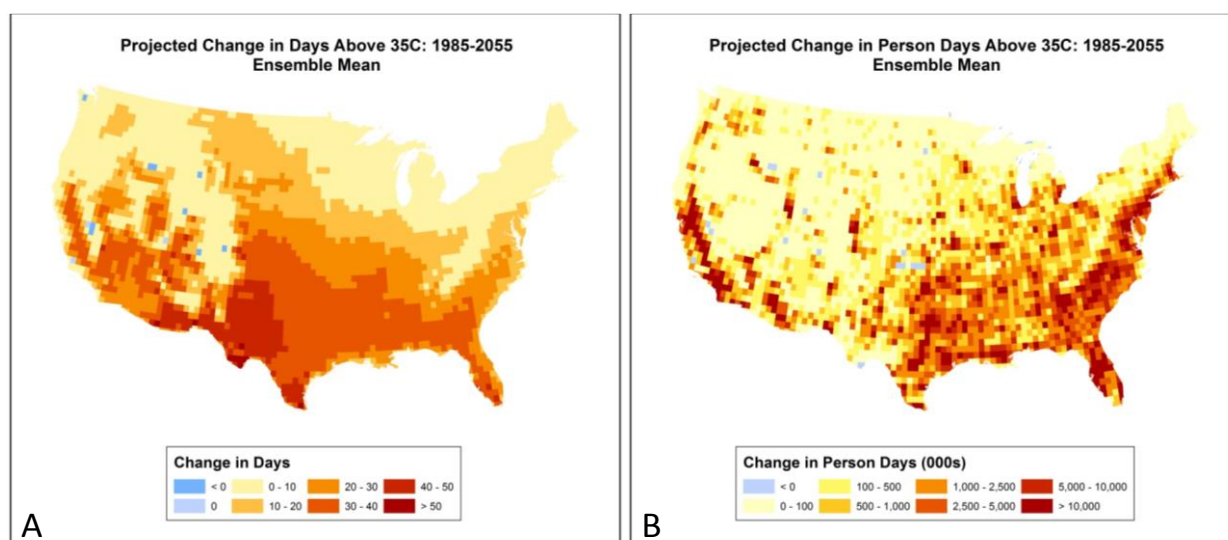 Projected Change in Days Above 35C: 1985-2055
Ensemble Mean
Change in Days
< 0
0 - 10
20 - 30
40 - 50
0
10 - 20
30 - 40
> 50
A
Projected Change in Person Days Above 35C: 1985-2055
Ensemble Mean
Change in Person Days (000s)
< 0
100 - 500
1,000 - 2,500
5,000 - 10,000
0 - 100
500 - 1,000
2,500 - 5,000
> 10,000
B